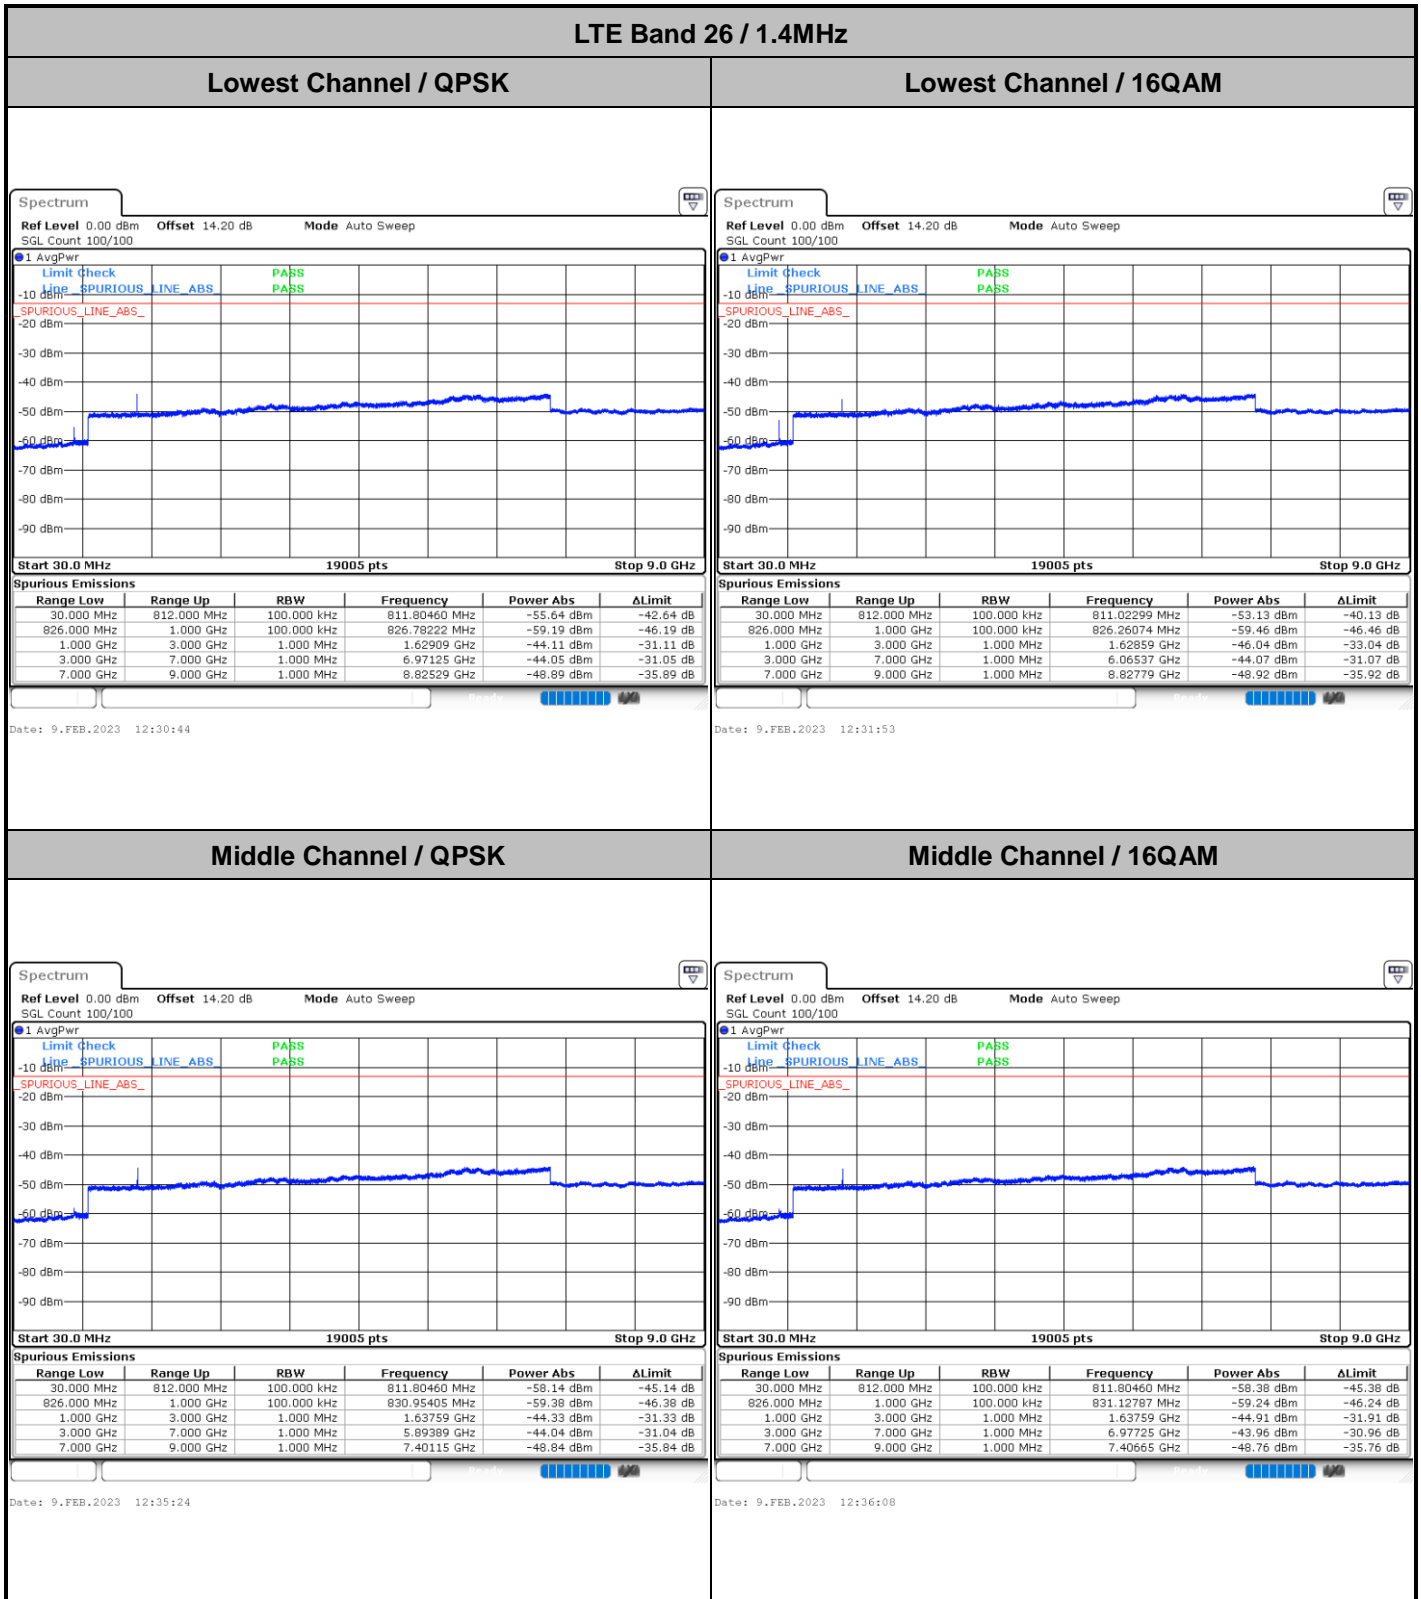 LTE Band 26 / 1.4MHz
Lowest Channel / QPSK
Lowest Channel / 16QAM
Spectrum
Ref Level 0.00 dBm Offset 14.20 dB Mode Auto Sweep
SGL Count 100/100
1 AvgPwr
Limit Check PASS
Line _SPURIOUS_LINE_ABS_ PASS
_SPURIOUS_LINE_ABS_
-10 dBm
-20 dBm
-30 dBm
-40 dBm
-50 dBm
-60 dBm
-70 dBm
-80 dBm
-90 dBm
Start 30.0 MHz 19005 pts Stop 9.0 GHz
Spurious Emissions
Range Low Range Up RBW Frequency Power Abs ΔLimit
30.000 MHz 812.000 MHz 100.000 kHz 811.80460 MHz -55.64 dBm -42.64 dB
826.000 MHz 1.000 GHz 100.000 kHz 826.78222 MHz -59.19 dBm -46.19 dB
1.000 GHz 3.000 GHz 1.000 MHz 1.62909 GHz -44.11 dBm -31.11 dB
3.000 GHz 7.000 GHz 1.000 MHz 6.97125 GHz -44.05 dBm -31.05 dB
7.000 GHz 9.000 GHz 1.000 MHz 8.82529 GHz -48.89 dBm -35.89 dB
Ready
Date: 9.FEB.2023 12:30:44
Spectrum
Ref Level 0.00 dBm Offset 14.20 dB Mode Auto Sweep
SGL Count 100/100
1 AvgPwr
Limit Check PASS
Line _SPURIOUS_LINE_ABS_ PASS
_SPURIOUS_LINE_ABS_
-10 dBm
-20 dBm
-30 dBm
-40 dBm
-50 dBm
-60 dBm
-70 dBm
-80 dBm
-90 dBm
Start 30.0 MHz 19005 pts Stop 9.0 GHz
Spurious Emissions
Range Low Range Up RBW Frequency Power Abs ΔLimit
30.000 MHz 812.000 MHz 100.000 kHz 811.02299 MHz -53.13 dBm -40.13 dB
826.000 MHz 1.000 GHz 100.000 kHz 826.26074 MHz -59.46 dBm -46.46 dB
1.000 GHz 3.000 GHz 1.000 MHz 1.62859 GHz -46.04 dBm -33.04 dB
3.000 GHz 7.000 GHz 1.000 MHz 6.06537 GHz -44.07 dBm -31.07 dB
7.000 GHz 9.000 GHz 1.000 MHz 8.82779 GHz -48.92 dBm -35.92 dB
Ready
Date: 9.FEB.2023 12:31:53
Middle Channel / QPSK
Middle Channel / 16QAM
Spectrum
Ref Level 0.00 dBm Offset 14.20 dB Mode Auto Sweep
SGL Count 100/100
1 AvgPwr
Limit Check PASS
Line _SPURIOUS_LINE_ABS_ PASS
_SPURIOUS_LINE_ABS_
-10 dBm
-20 dBm
-30 dBm
-40 dBm
-50 dBm
-60 dBm
-70 dBm
-80 dBm
-90 dBm
Start 30.0 MHz 19005 pts Stop 9.0 GHz
Spurious Emissions
Range Low Range Up RBW Frequency Power Abs ΔLimit
30.000 MHz 812.000 MHz 100.000 kHz 811.80460 MHz -58.14 dBm -45.14 dB
826.000 MHz 1.000 GHz 100.000 kHz 830.95405 MHz -59.38 dBm -46.38 dB
1.000 GHz 3.000 GHz 1.000 MHz 1.63759 GHz -44.33 dBm -31.33 dB
3.000 GHz 7.000 GHz 1.000 MHz 5.89389 GHz -44.04 dBm -31.04 dB
7.000 GHz 9.000 GHz 1.000 MHz 7.40115 GHz -48.84 dBm -35.84 dB
Ready
Date: 9.FEB.2023 12:35:24
Spectrum
Ref Level 0.00 dBm Offset 14.20 dB Mode Auto Sweep
SGL Count 100/100
1 AvgPwr
Limit Check PASS
Line _SPURIOUS_LINE_ABS_ PASS
_SPURIOUS_LINE_ABS_
-10 dBm
-20 dBm
-30 dBm
-40 dBm
-50 dBm
-60 dBm
-70 dBm
-80 dBm
-90 dBm
Start 30.0 MHz 19005 pts Stop 9.0 GHz
Spurious Emissions
Range Low Range Up RBW Frequency Power Abs ΔLimit
30.000 MHz 812.000 MHz 100.000 kHz 811.80460 MHz -58.38 dBm -45.38 dB
826.000 MHz 1.000 GHz 100.000 kHz 831.12787 MHz -59.24 dBm -46.24 dB
1.000 GHz 3.000 GHz 1.000 MHz 1.63759 GHz -44.91 dBm -31.91 dB
3.000 GHz 7.000 GHz 1.000 MHz 6.97725 GHz -43.96 dBm -30.96 dB
7.000 GHz 9.000 GHz 1.000 MHz 7.40665 GHz -48.76 dBm -35.76 dB
Ready
Date: 9.FEB.2023 12:36:08